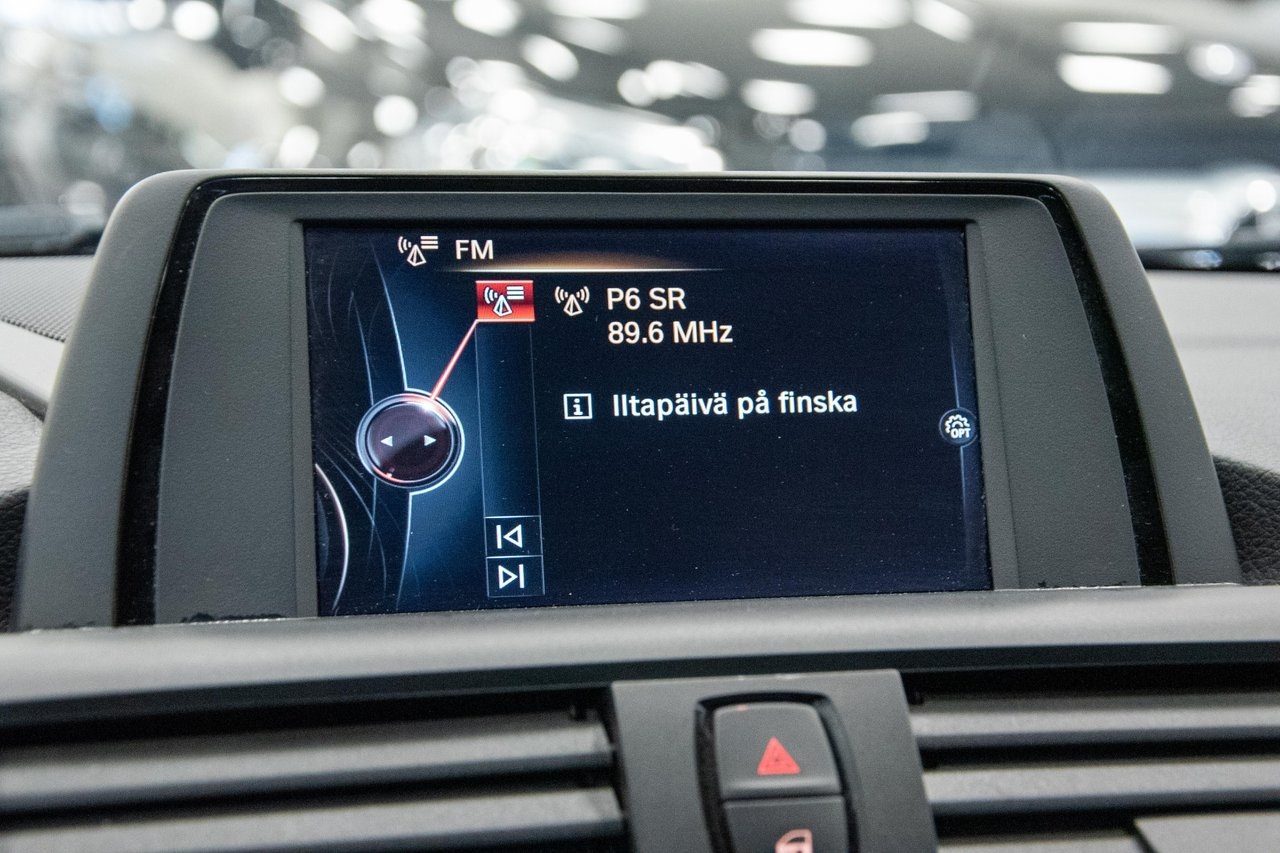 FM
P6 SR
89.6 MHz
Iltapäivä på finska
OPT